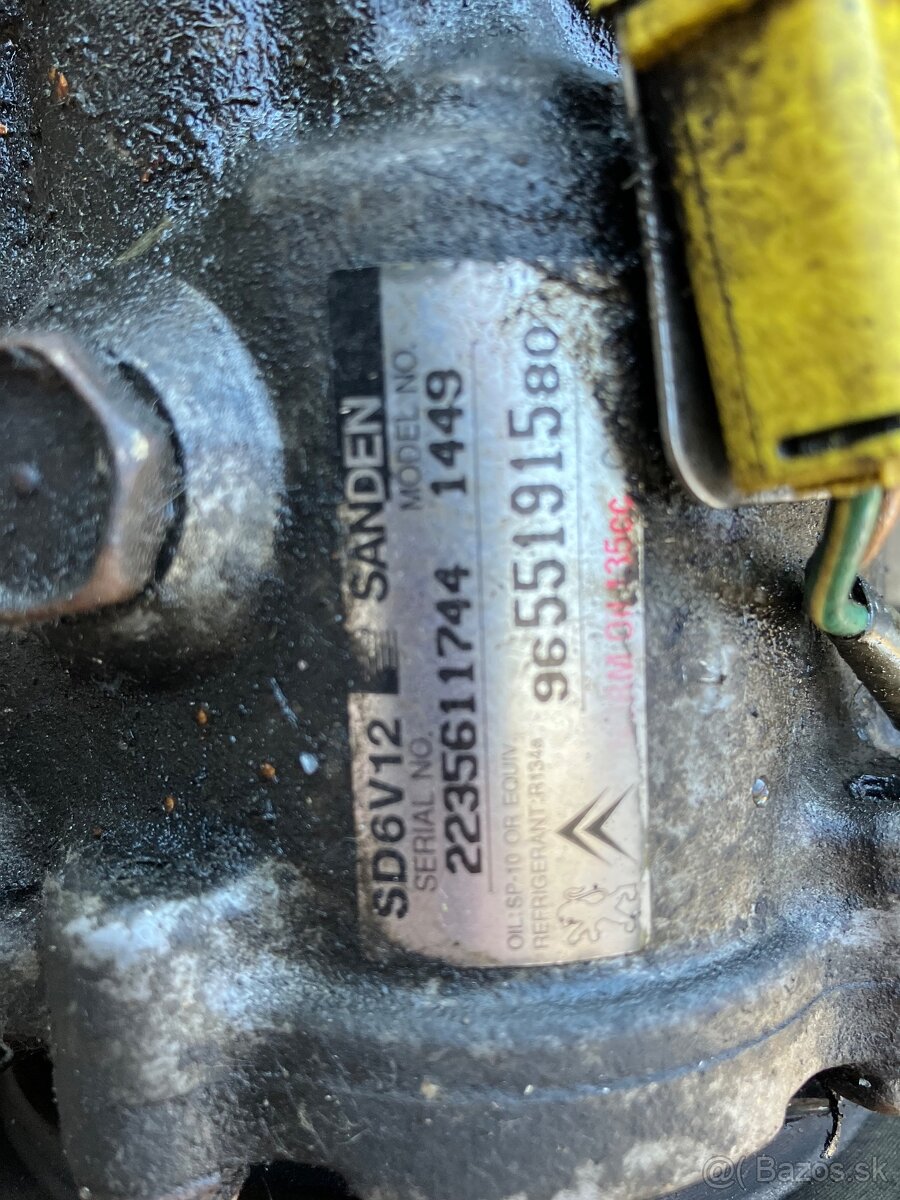 SD6V12 SANDEN
SERIAL NO. MODEL NO.
2235611744 1449
OIL:SP-10 OR EQUIV.
REFRIGERANT:R134a
9655191580
Bazos.sk